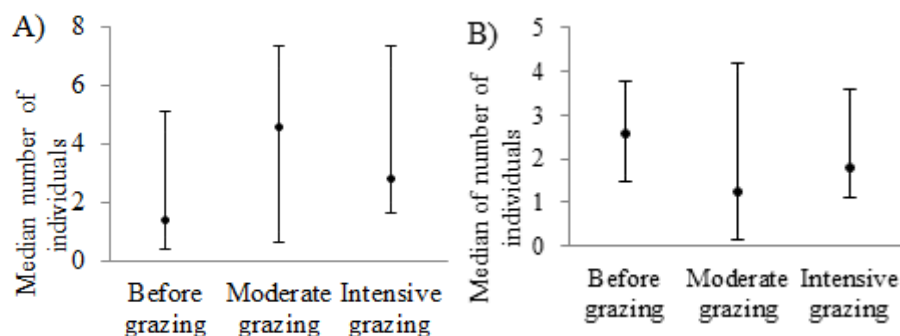 A)
Median number of
individuals
8
6
4
2
0
Before
grazing
Moderate
grazing
Intensive
grazing
B)
Median of number of
individuals
5
4
3
2
1
0
Before
grazing
Moderate
grazing
Intensive
grazing